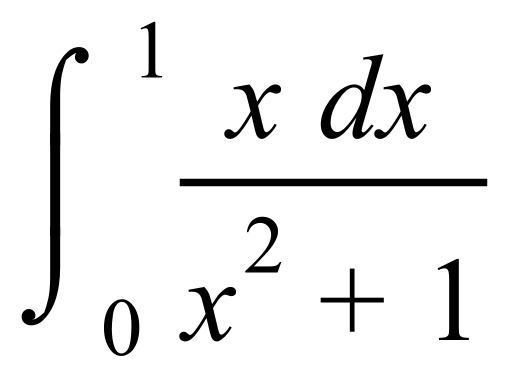 ∫₀¹ x dx / (x² + 1)